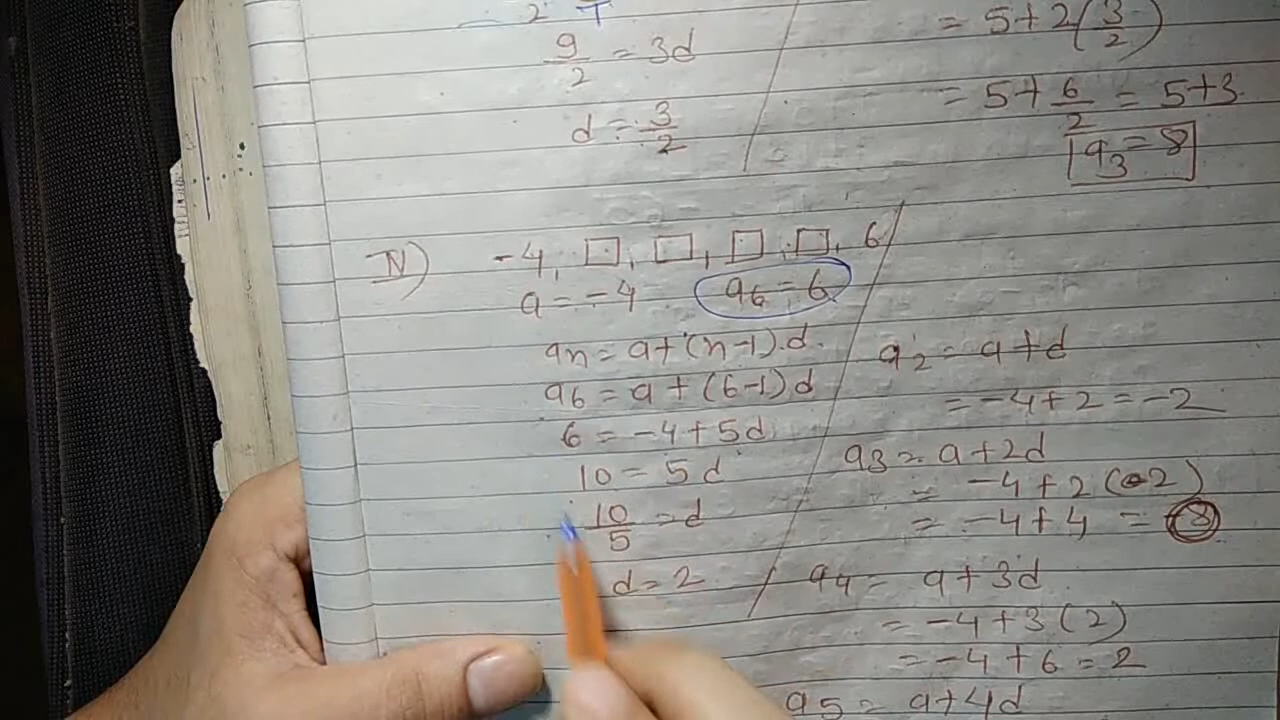 9/2 = 3d
d = 3/2
= 5+2(3/2)
= 5+6/2 = 5+3
a3 = 8
IV) -4, □, □, □, □, 6
a = -4 a6 = 6
an = a+(n-1).d
a6 = a+(6-1)d
6 = -4+5d
10 = 5d
10/5 = d
d = 2
a2 = a+d
= -4+2 = -2
a3 = a+2d
= -4+2(2)
= -4+4 =
a4 = a+3d
= -4+3(2)
= -4+6 = 2
a5 = a+4d